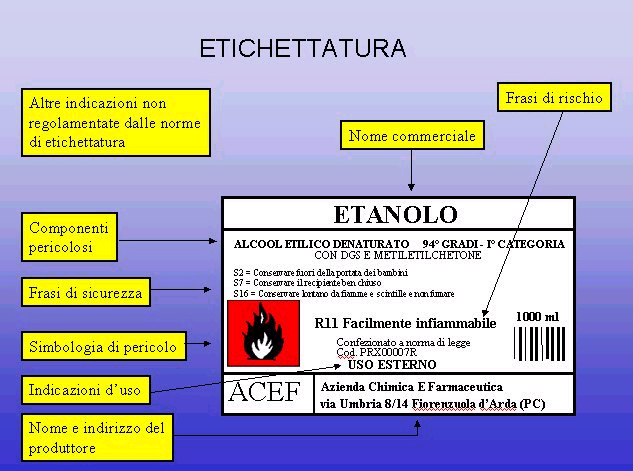 ETICHETTATURA
Altre indicazioni non
regolamentate dalle norme
di etichettatura
Frasi di rischio
Nome commerciale
Componenti
pericolosi
Frasi di sicurezza
Simbologia di pericolo
Indicazioni d'uso
Nome e indirizzo del
produttore
ETANOLO
ALCOOL ETILICO DENATURATO 94° GRADI - I° CATEGORIA
CON DGS E METILETILCHETONE
S2 = Conservare fuori della portata dei bambini
S7 = Conservare il recipiente ben chiuso
S16 = Conservare lontano da fiamme e scintille e non fumare
R11 Facilmente infiammabile
1000 ml
Confezionato a norma di legge
Cod. PRX00007R
USO ESTERNO
ACEF
Azienda Chimica E Farmaceutica
via Umbria 8/14 Fiorenzuola d'Arda (PC)